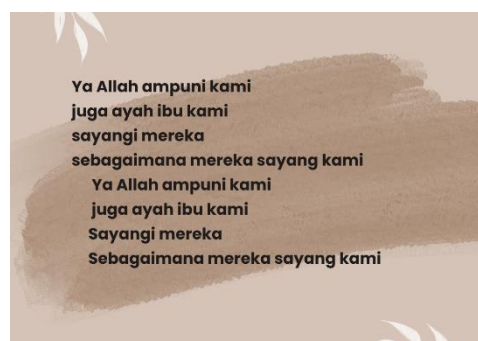 Ya Allah ampuni kami
juga ayah ibu kami
sayangi mereka
sebagaimana mereka sayang kami
Ya Allah ampuni kami
juga ayah ibu kami
Sayangi mereka
Sebagaimana mereka sayang kami